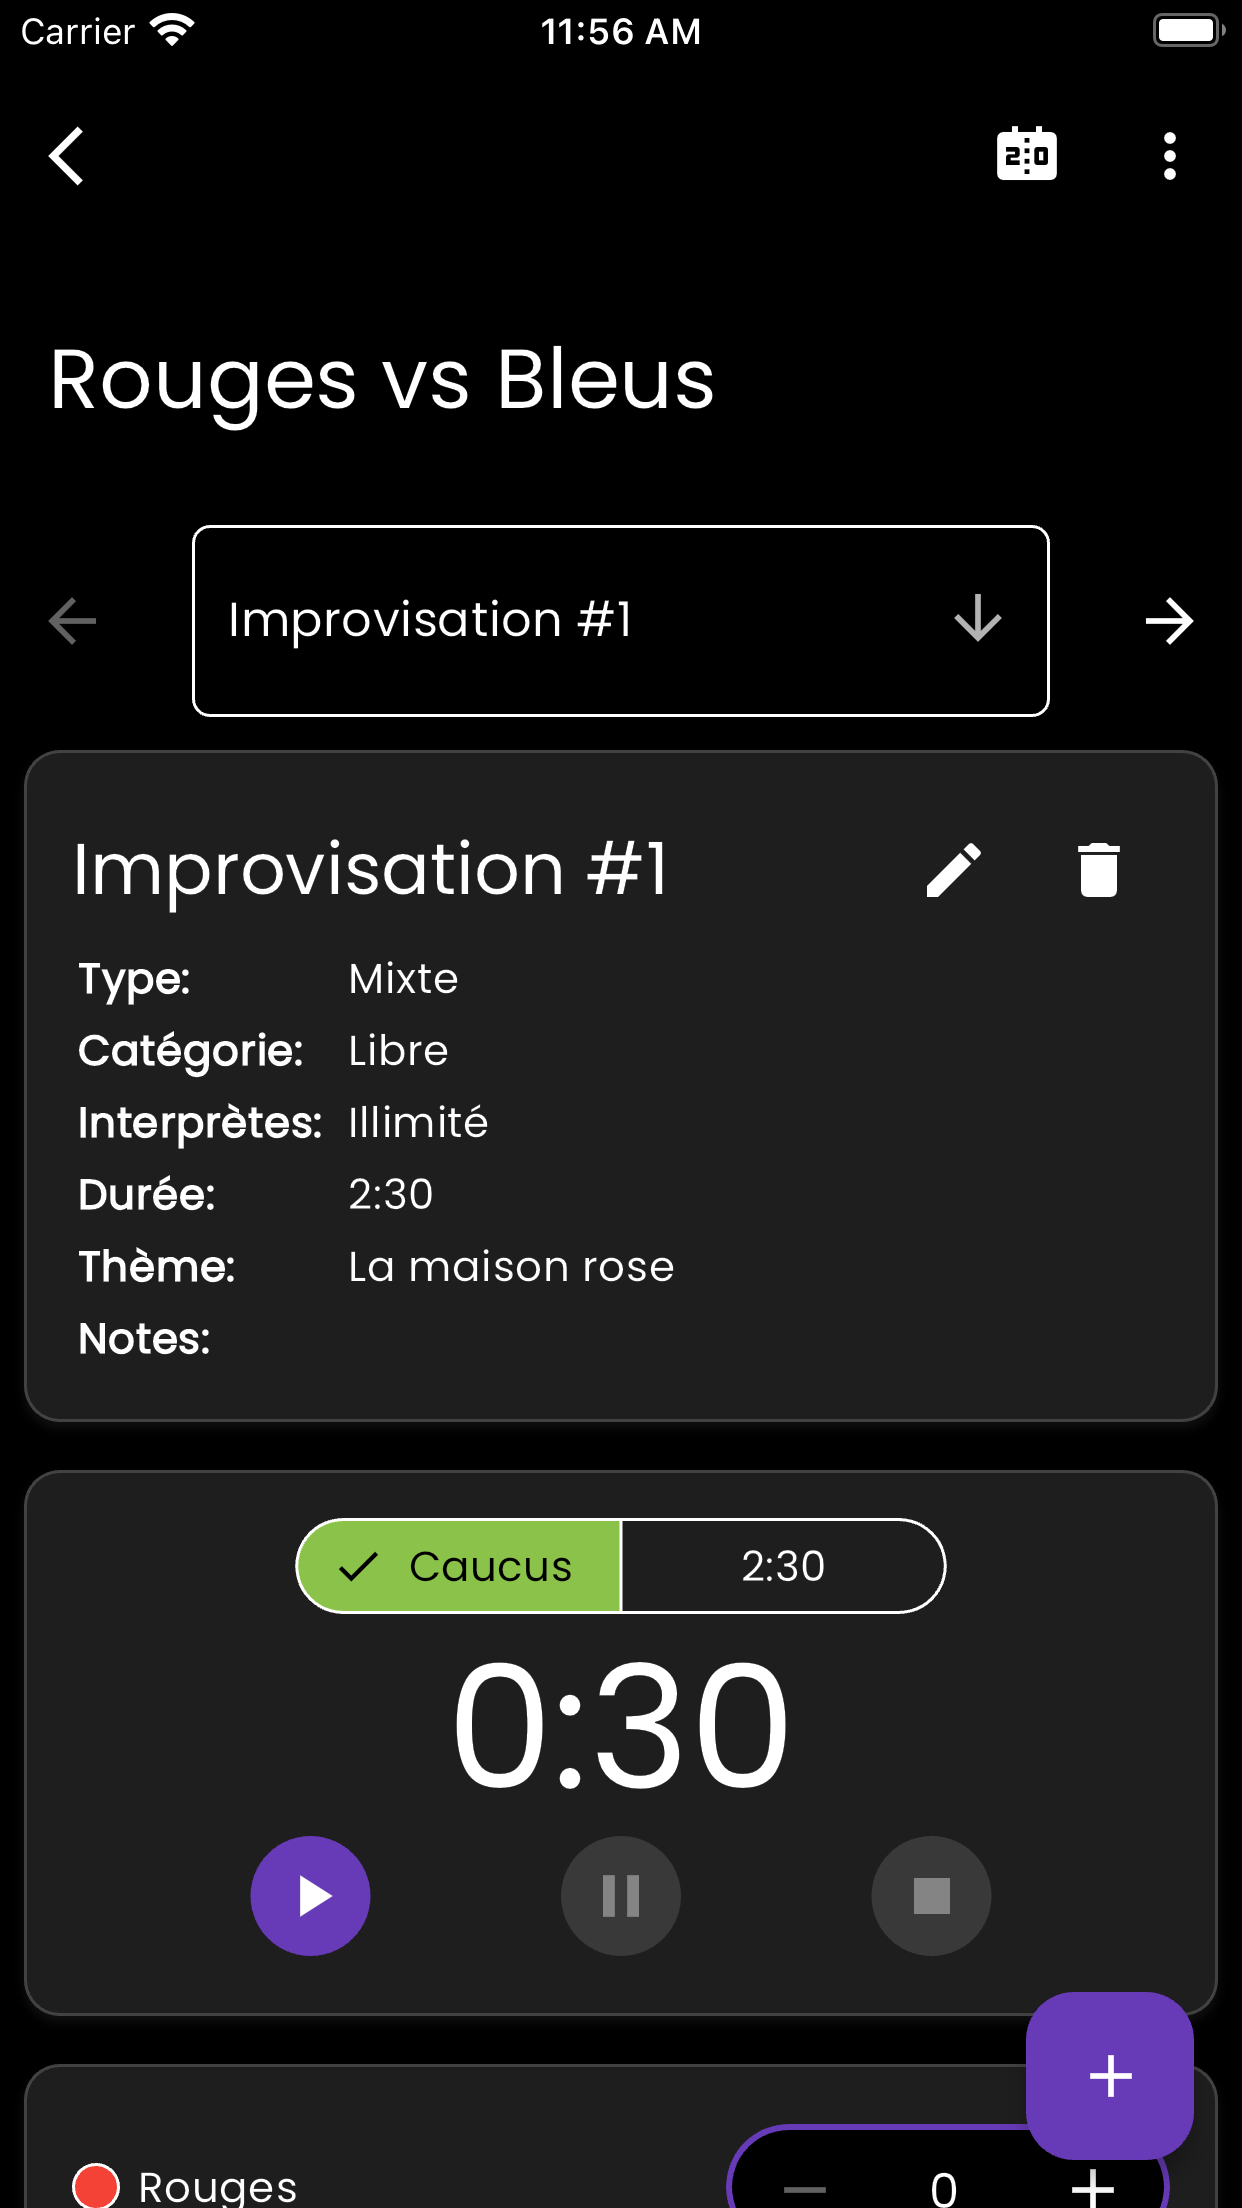 Carrier 11:56 AM
2:0
Rouges vs Bleus
Improvisation #1
Improvisation #1
Type: Mixte
Catégorie: Libre
Interprètes: Illimité
Durée: 2:30
Thème: La maison rose
Notes:
Caucus 2:30
0:30
Rouges 0